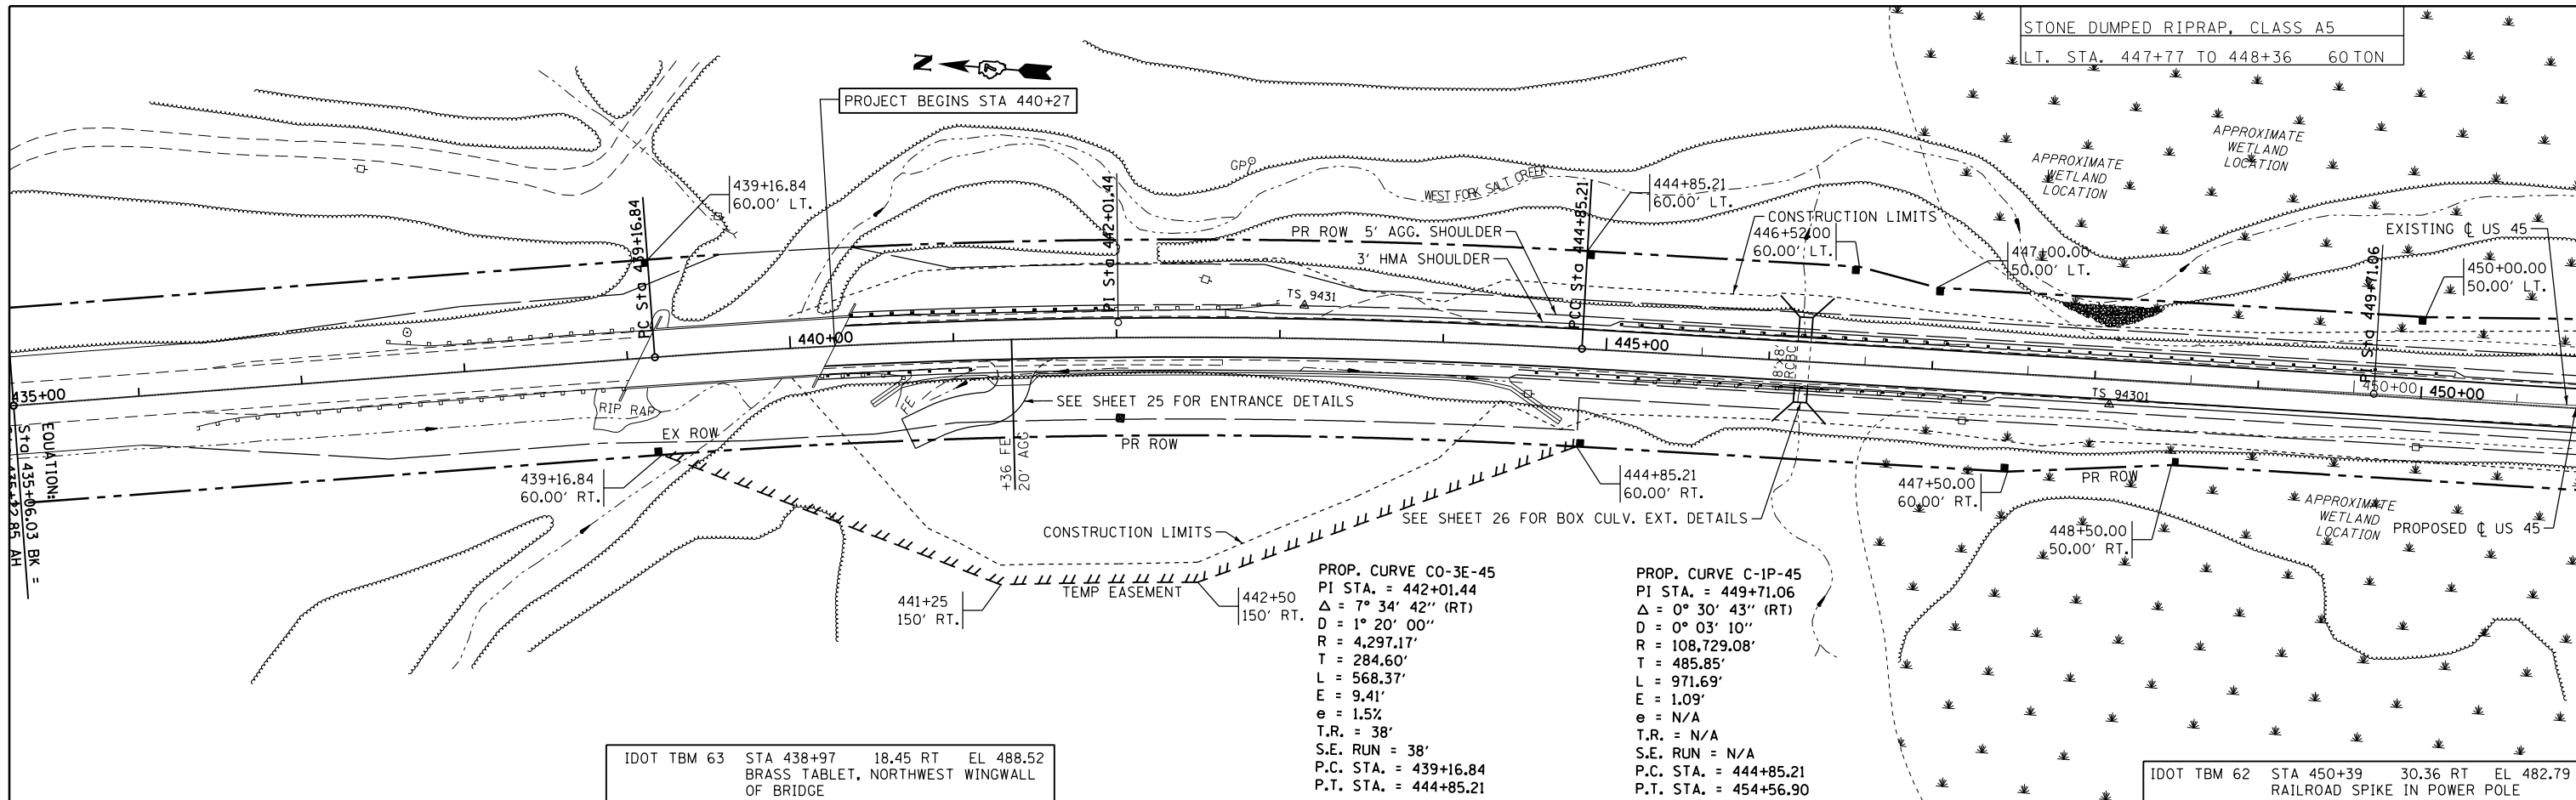 STONE DUMPED RIPRAP, CLASS A5
LT. STA. 447+77 TO 448+36 60 TON
N
PROJECT BEGINS STA 440+27
APPROXIMATE
WETLAND
LOCATION
APPROXIMATE
WETLAND
LOCATION
GP
WEST FORK SALT CREEK
439+16.84
60.00' LT.
PC Sta 439+16.84
PI Sta 442+01.44
PCC Sta 444+85.21
444+85.21
60.00' LT.
PR ROW
5' AGG. SHOULDER
3' HMA SHOULDER
CONSTRUCTION LIMITS
446+52.00
60.00' LT.
447+00.00
50.00' LT.
EXISTING ℄ US 45
450+00.00
50.00' LT.
PI Sta 449+71.06
TS 9431
440+00
445+00
8'x8'
RCBC
435+00
450+00
450+00
TS 94301
RIP RAP
FE
SEE SHEET 25 FOR ENTRANCE DETAILS
EX ROW
PR ROW
+36 FE
20' AGG
EQUATION:
Sta 435+06.03 BK =
435+22.85 AH
439+16.84
60.00' RT.
444+85.21
60.00' RT.
SEE SHEET 26 FOR BOX CULV. EXT. DETAILS
447+50.00
60.00' RT.
PR ROW
448+50.00
50.00' RT.
APPROXIMATE
WETLAND
LOCATION
PROPOSED ℄ US 45
CONSTRUCTION LIMITS
441+25
150' RT.
TEMP EASEMENT
442+50
150' RT.
PROP. CURVE CO-3E-45
PI STA. = 442+01.44
Δ = 7° 34' 42'' (RT)
D = 1° 20' 00''
R = 4,297.17'
T = 284.60'
L = 568.37'
E = 9.41'
e = 1.5%
T.R. = 38'
S.E. RUN = 38'
P.C. STA. = 439+16.84
P.T. STA. = 444+85.21
PROP. CURVE C-1P-45
PI STA. = 449+71.06
Δ = 0° 30' 43'' (RT)
D = 0° 03' 10''
R = 108,729.08'
T = 485.85'
L = 971.69'
E = 1.09'
e = N/A
T.R. = N/A
S.E. RUN = N/A
P.C. STA. = 444+85.21
P.T. STA. = 454+56.90
IDOT TBM 63 STA 438+97 18.45 RT EL 488.52
BRASS TABLET, NORTHWEST WINGWALL
OF BRIDGE
IDOT TBM 62 STA 450+39 30.36 RT EL 482.79
RAILROAD SPIKE IN POWER POLE